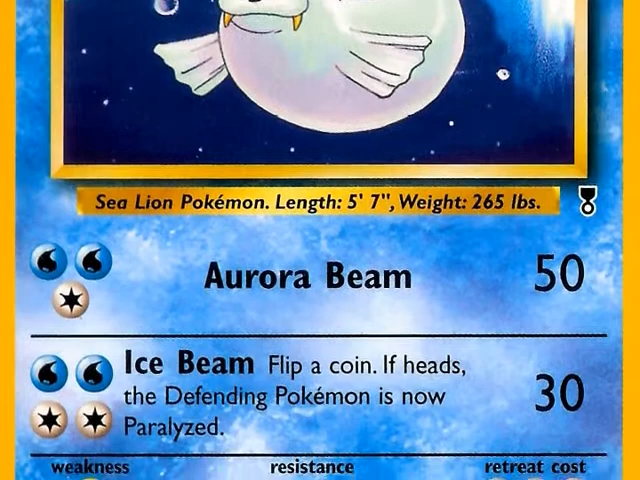 Sea Lion Pokémon. Length: 5' 7", Weight: 265 lbs.
Aurora Beam 50
Ice Beam Flip a coin. If heads,
the Defending Pokémon is now 30
Paralyzed.
weakness resistance retreat cost